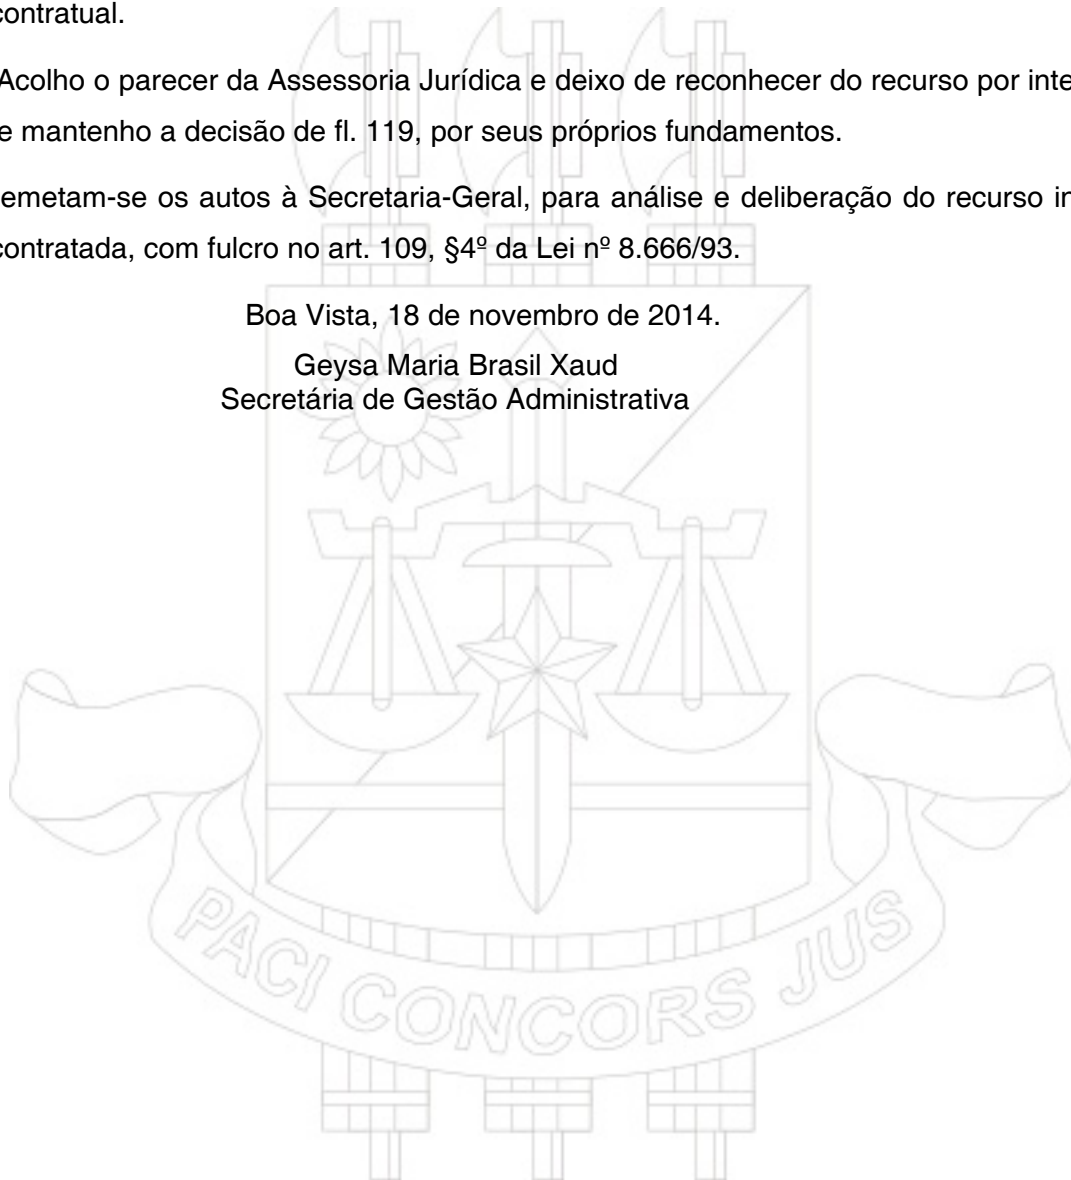 contratual.
Acolho o parecer da Assessoria Jurídica e deixo de reconhecer do recurso por inte
e mantenho a decisão de fl. 119, por seus próprios fundamentos.
emetam-se os autos à Secretaria-Geral, para análise e deliberação do recurso in
contratada, com fulcro no art. 109, §4º da Lei nº 8.666/93.
Boa Vista, 18 de novembro de 2014.
Geysa Maria Brasil Xaud
Secretária de Gestão Administrativa
PACI CONCORS JUS